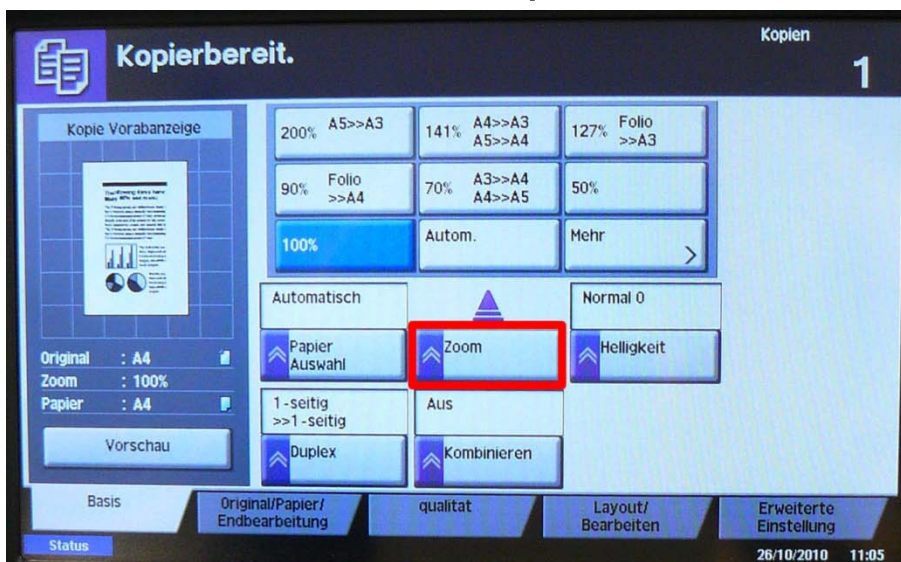 Kopierbereit.
Kopien
1
Kopie Vorabanzeige
200% A5>>A3
141% A4>>A3
A5>>A4
127% Folio
>>A3
90% Folio
>>A4
70% A3>>A4
A4>>A5
50%
100%
Autom.
Mehr >
Automatisch
Normal 0
Papier
Auswahl
Zoom
Helligkeit
Original : A4
Zoom : 100%
Papier : A4
1-seitig
>>1-seitig
Aus
Vorschau
Duplex
Kombinieren
Basis
Original/Papier/
Endbearbeitung
qualitat
Layout/
Bearbeiten
Erweiterte
Einstellung
Status
26/10/2010 11:05